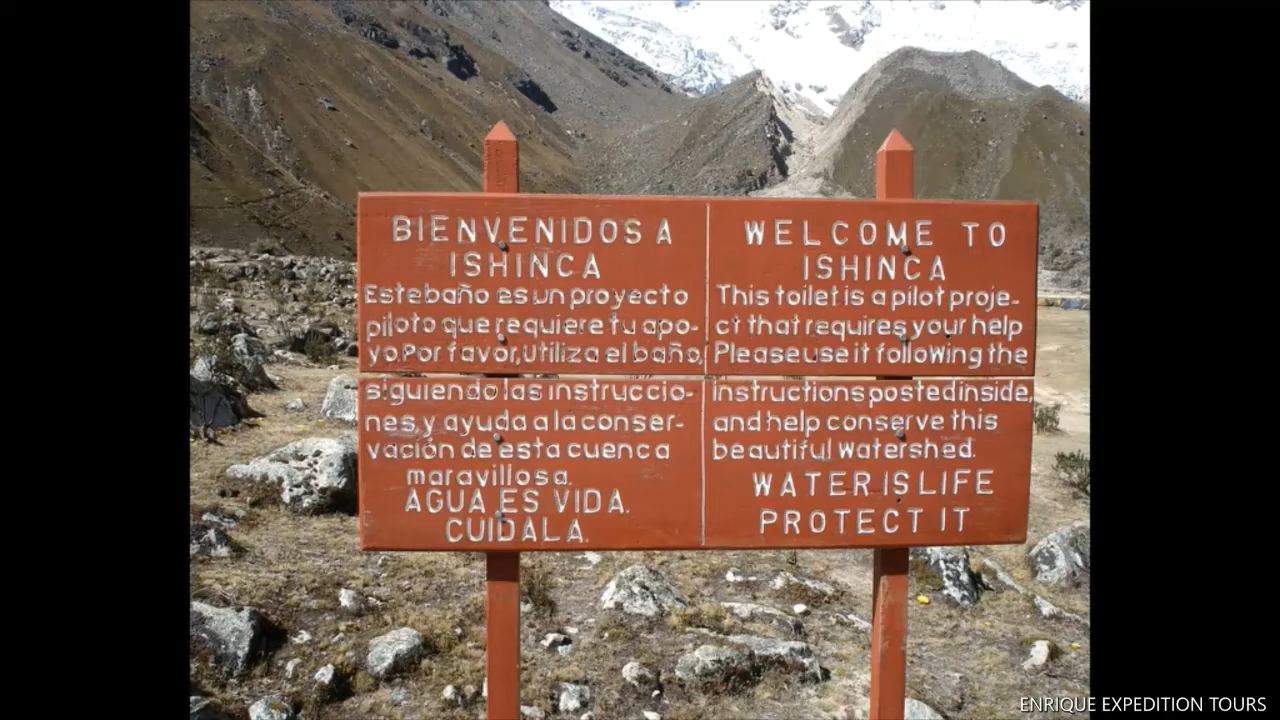 BIENVENIDOS A
ISHINCA
Este baño es un proyecto
piloto que requiere tu apo-
yo. Por favor, Utiliza el baño,
siguiendo las instruccio-
nes, y ayuda a la conser-
vación de esta cuenca
maravillosa.
AGUA ES VIDA.
CUIDALA.
WELCOME TO
ISHINCA
This toilet is a pilot proje-
ct that requires your help
Please use it following the
instructions posted inside,
and help conserve this
beautiful watershed.
WATER IS LIFE
PROTECT IT
ENRIQUE EXPEDITION TOURS